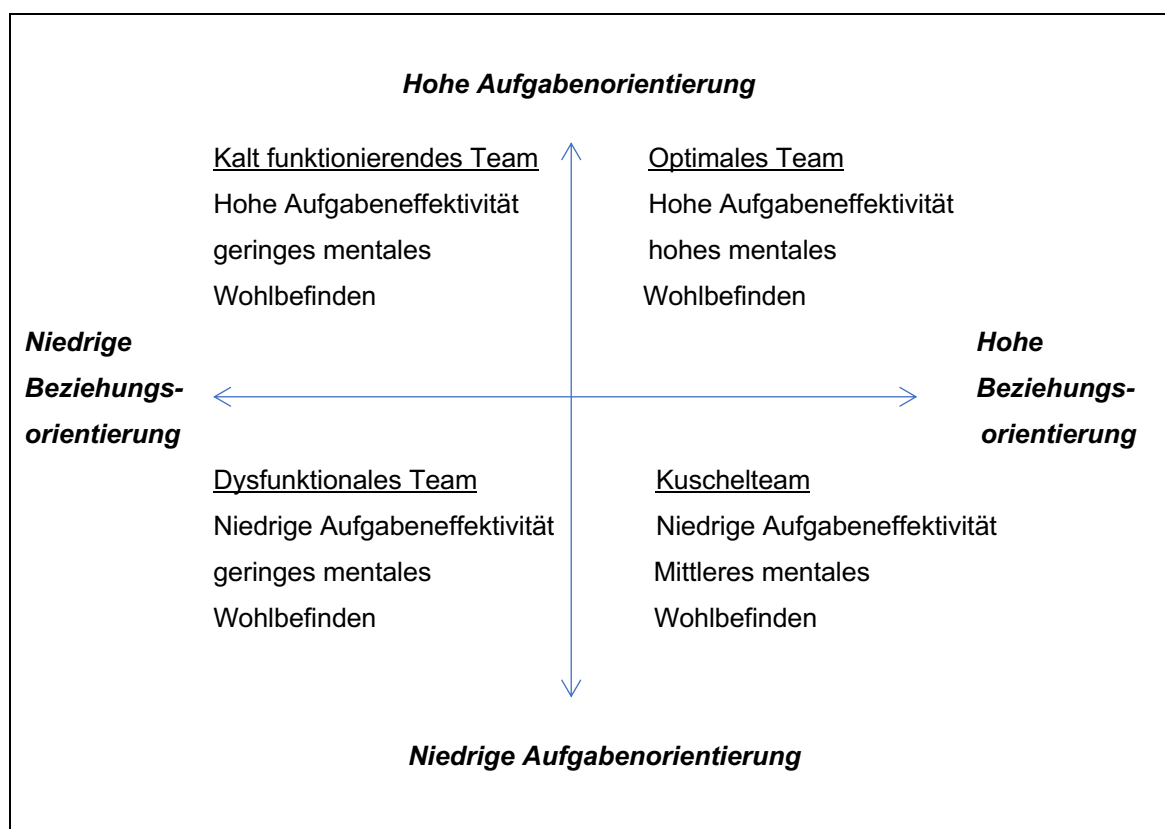 Hohe Aufgabenorientierung
Kalt funktionierendes Team
Hohe Aufgabeneffektivität
geringes mentales
Wohlbefinden
Optimales Team
Hohe Aufgabeneffektivität
hohes mentales
Wohlbefinden
Niedrige
Beziehungs-
orientierung
Hohe
Beziehungs-
orientierung
Dysfunktionales Team
Niedrige Aufgabeneffektivität
geringes mentales
Wohlbefinden
Kuschelteam
Niedrige Aufgabeneffektivität
Mittleres mentales
Wohlbefinden
Niedrige Aufgabenorientierung